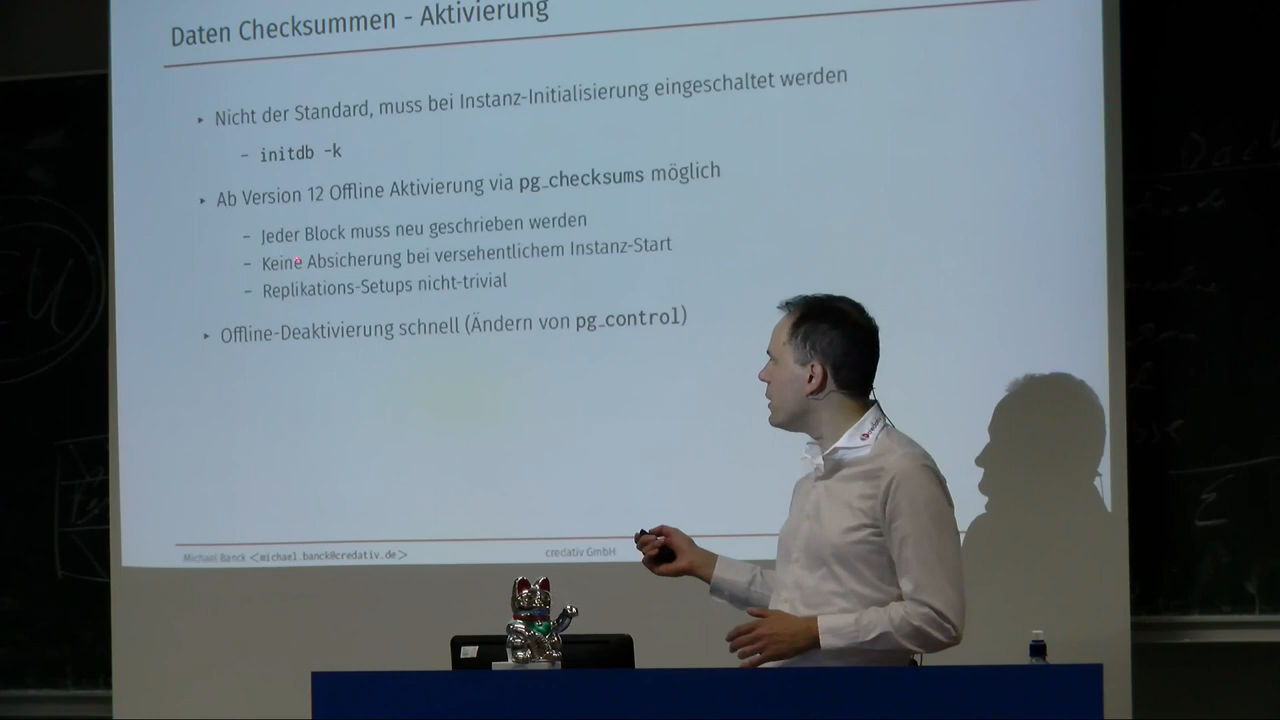 Daten Checksummen - Aktivierung
▸ Nicht der Standard, muss bei Instanz-Initialisierung eingeschaltet werden
– initdb -k
▸ Ab Version 12 Offline Aktivierung via pg_checksums möglich
– Jeder Block muss neu geschrieben werden
– Keine Absicherung bei versehentlichem Instanz-Start
– Replikations-Setups nicht-trivial
▸ Offline-Deaktivierung schnell (Ändern von pg_control)
Michael Banck <michael.banck@credativ.de>
credativ GmbH